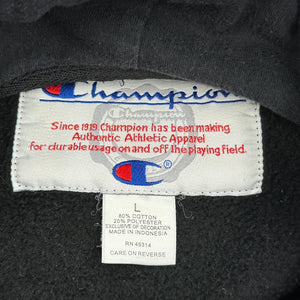 Champion
Since 1919 Champion has been making
Authentic Athletic Apparel
for durable usage on and off the playing field.
L
80% COTTON
20% POLYESTER
EXCLUSIVE OF DECORATION
MADE IN INDONESIA
RN 49314
CARE ON REVERSE